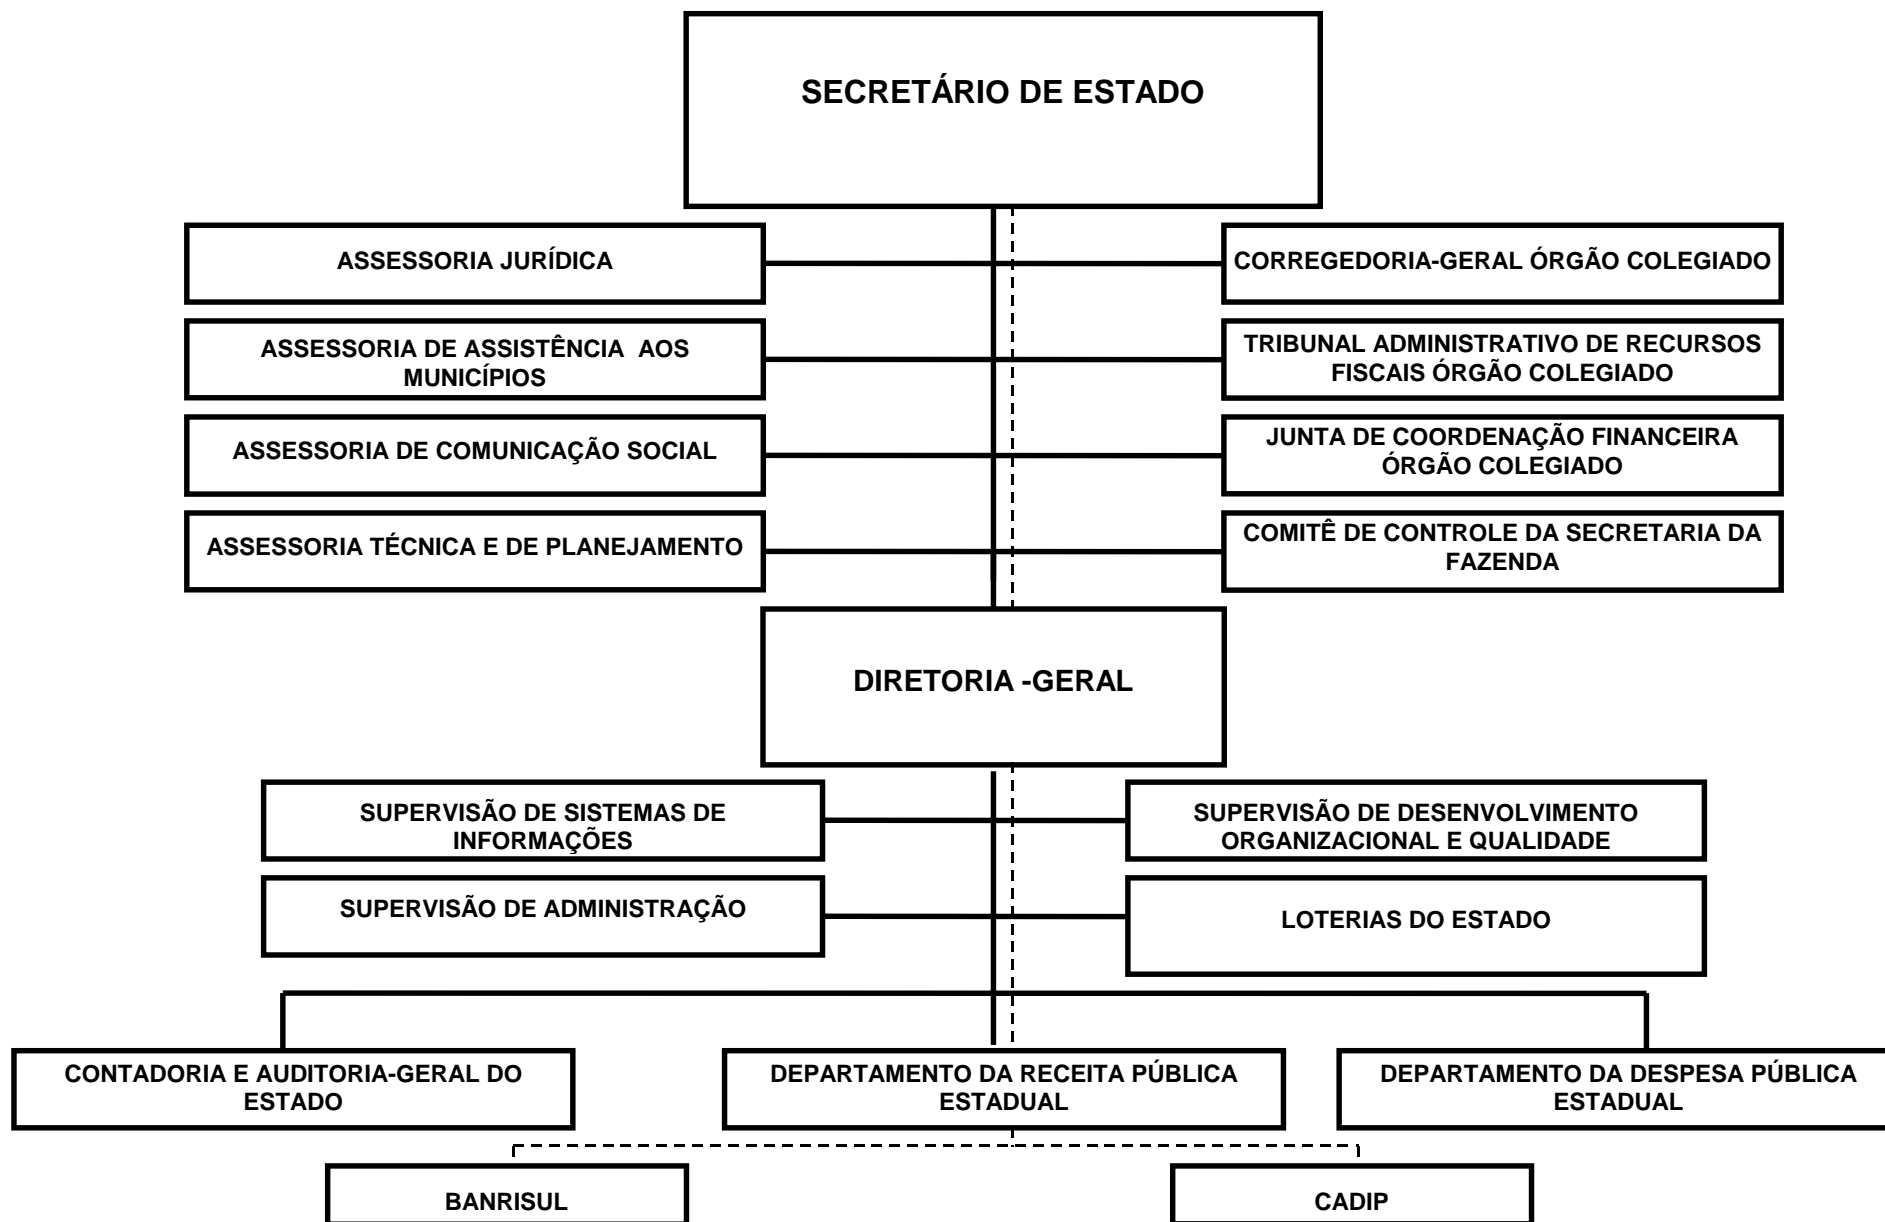 SECRETÁRIO DE ESTADO
ASSESSORIA JURÍDICA
CORREGEDORIA-GERAL ÓRGÃO COLEGIADO
ASSESSORIA DE ASSISTÊNCIA  AOS
MUNICÍPIOS
TRIBUNAL ADMINISTRATIVO DE RECURSOS
FISCAIS ÓRGÃO COLEGIADO
ASSESSORIA DE COMUNICAÇÃO SOCIAL
JUNTA DE COORDENAÇÃO FINANCEIRA
ÓRGÃO COLEGIADO
ASSESSORIA TÉCNICA E DE PLANEJAMENTO
COMITÊ DE CONTROLE DA SECRETARIA DA
FAZENDA
DIRETORIA -GERAL
SUPERVISÃO DE SISTEMAS DE
INFORMAÇÕES
SUPERVISÃO DE DESENVOLVIMENTO
ORGANIZACIONAL E QUALIDADE
SUPERVISÃO DE ADMINISTRAÇÃO
LOTERIAS DO ESTADO
CONTADORIA E AUDITORIA-GERAL DO
ESTADO
DEPARTAMENTO DA RECEITA PÚBLICA
ESTADUAL
DEPARTAMENTO DA DESPESA PÚBLICA
ESTADUAL
BANRISUL
CADIP